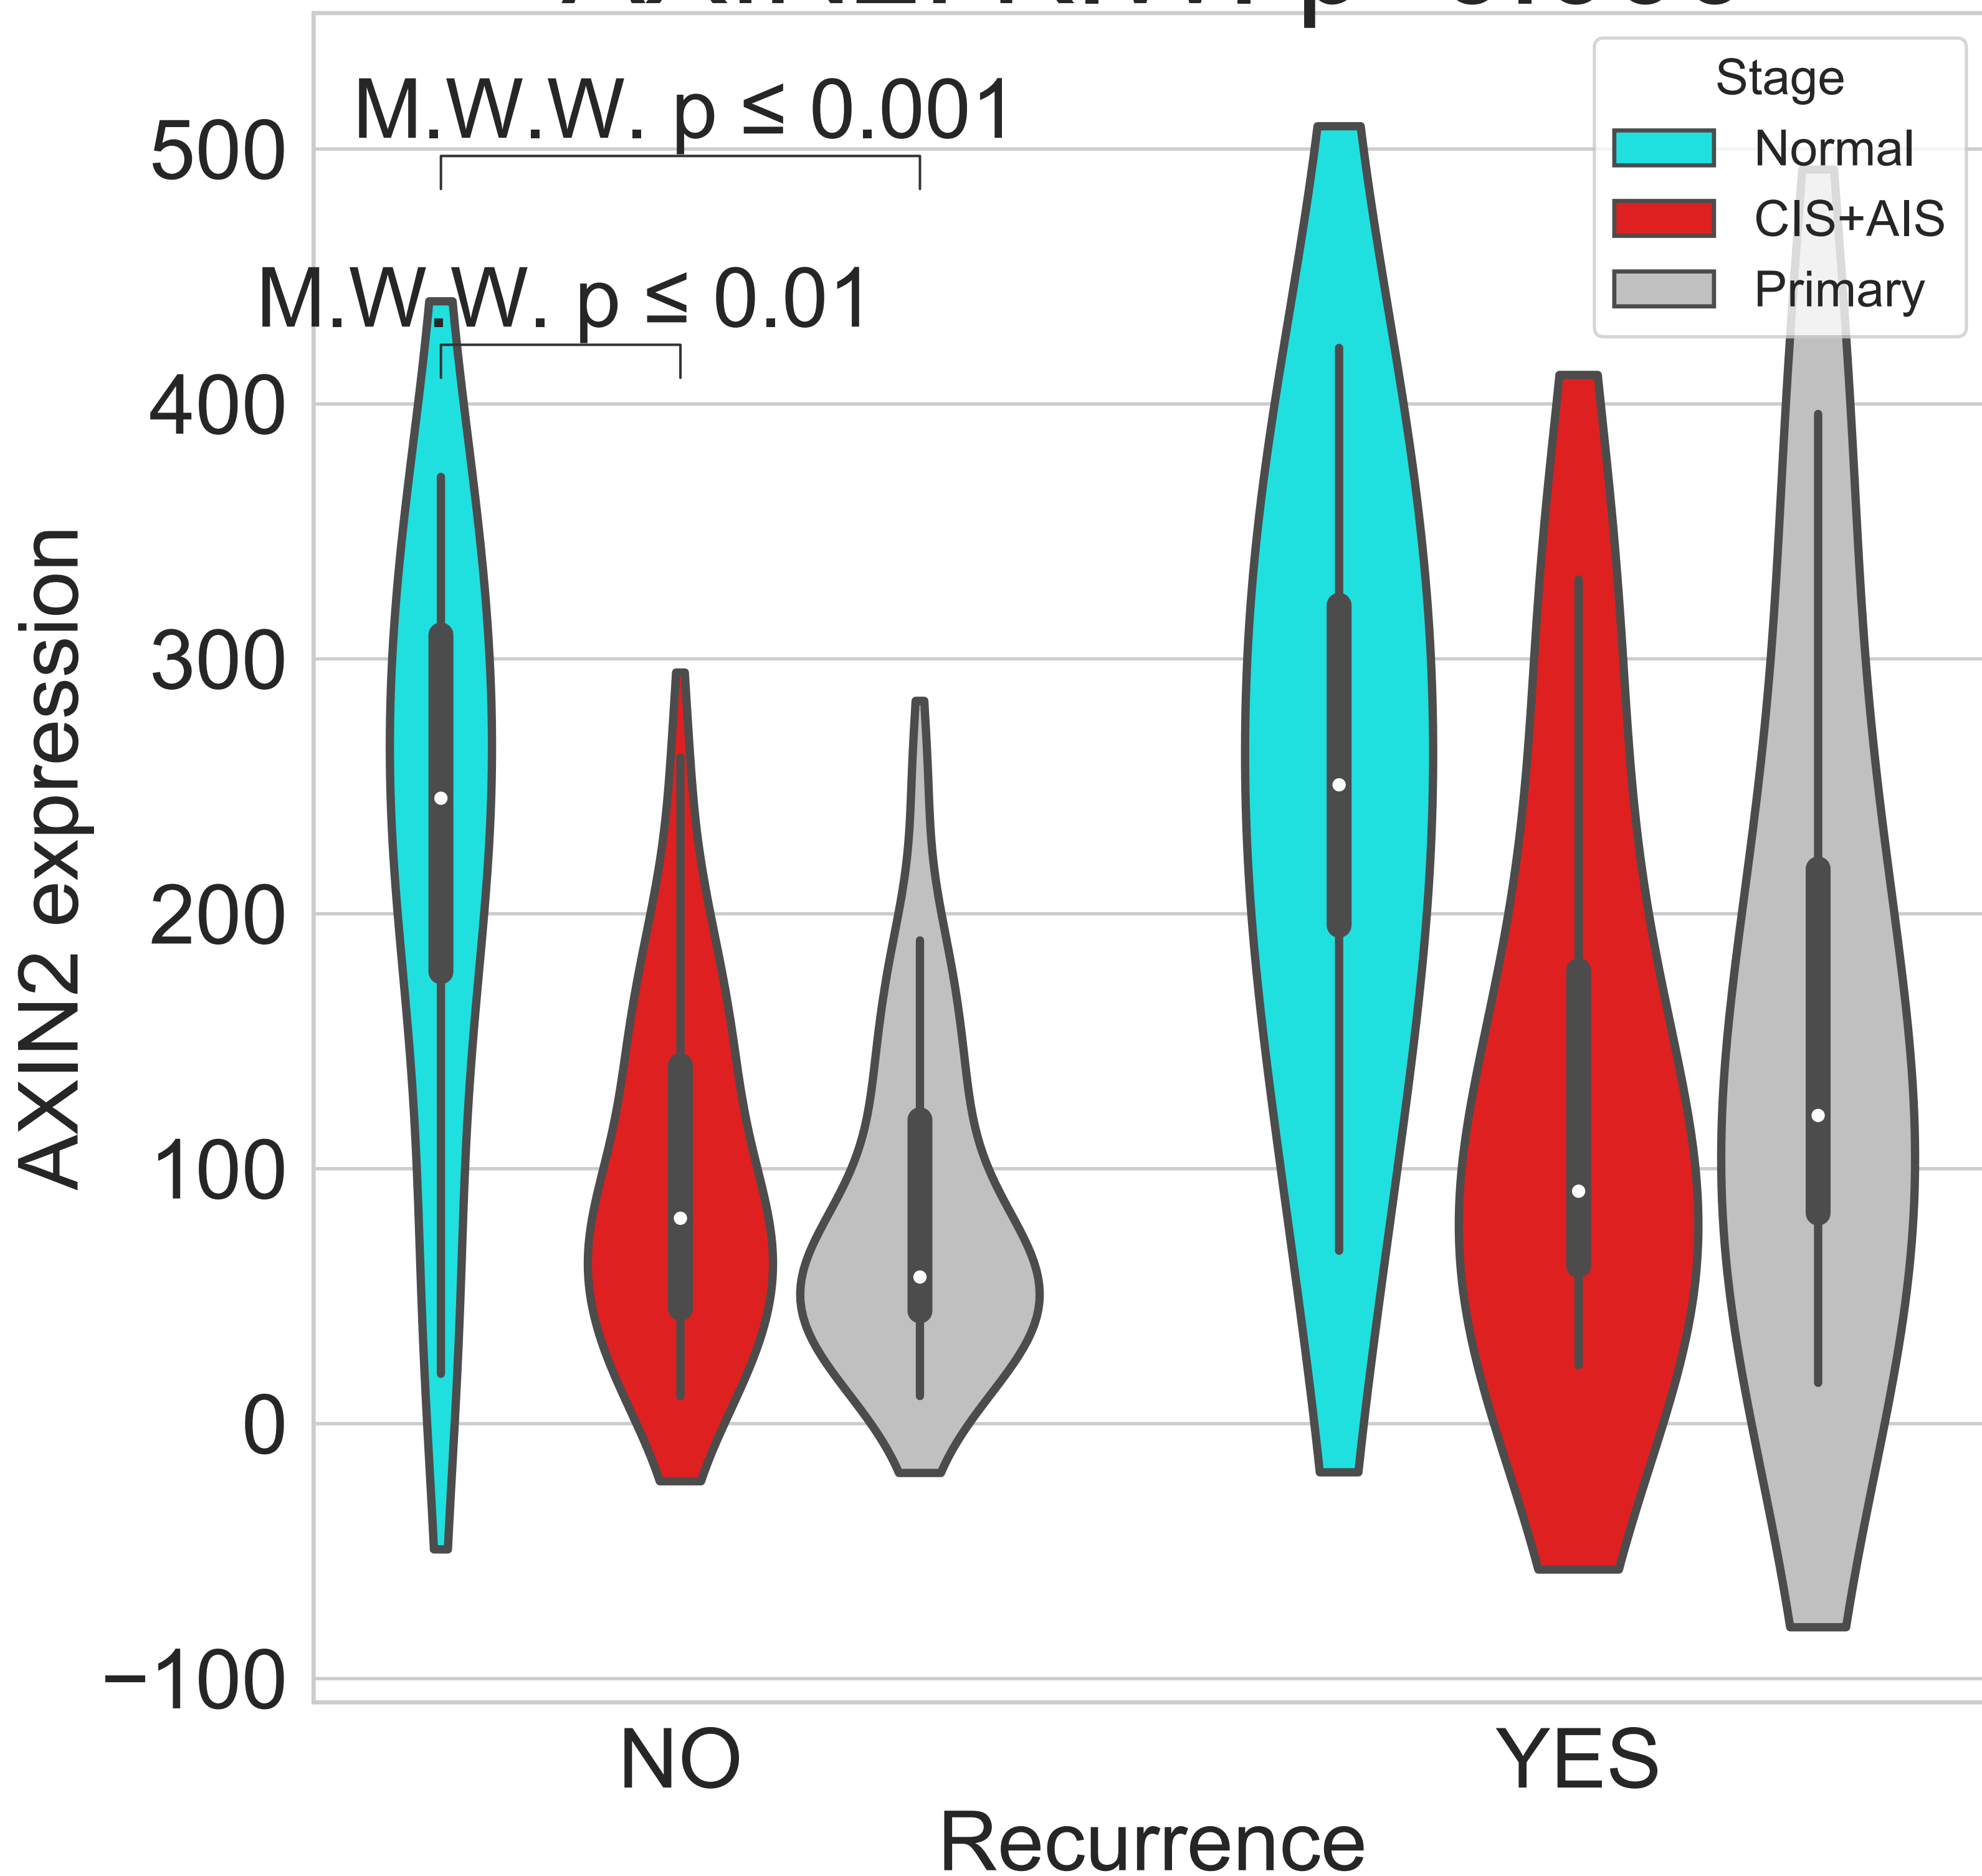 M.W.W. p ≤ 0.001
M.W.W. p ≤ 0.01
Stage
Normal
CIS+AIS
Primary
500
400
300
200
100
0
−100
AXIN2 expression
NO
YES
Recurrence